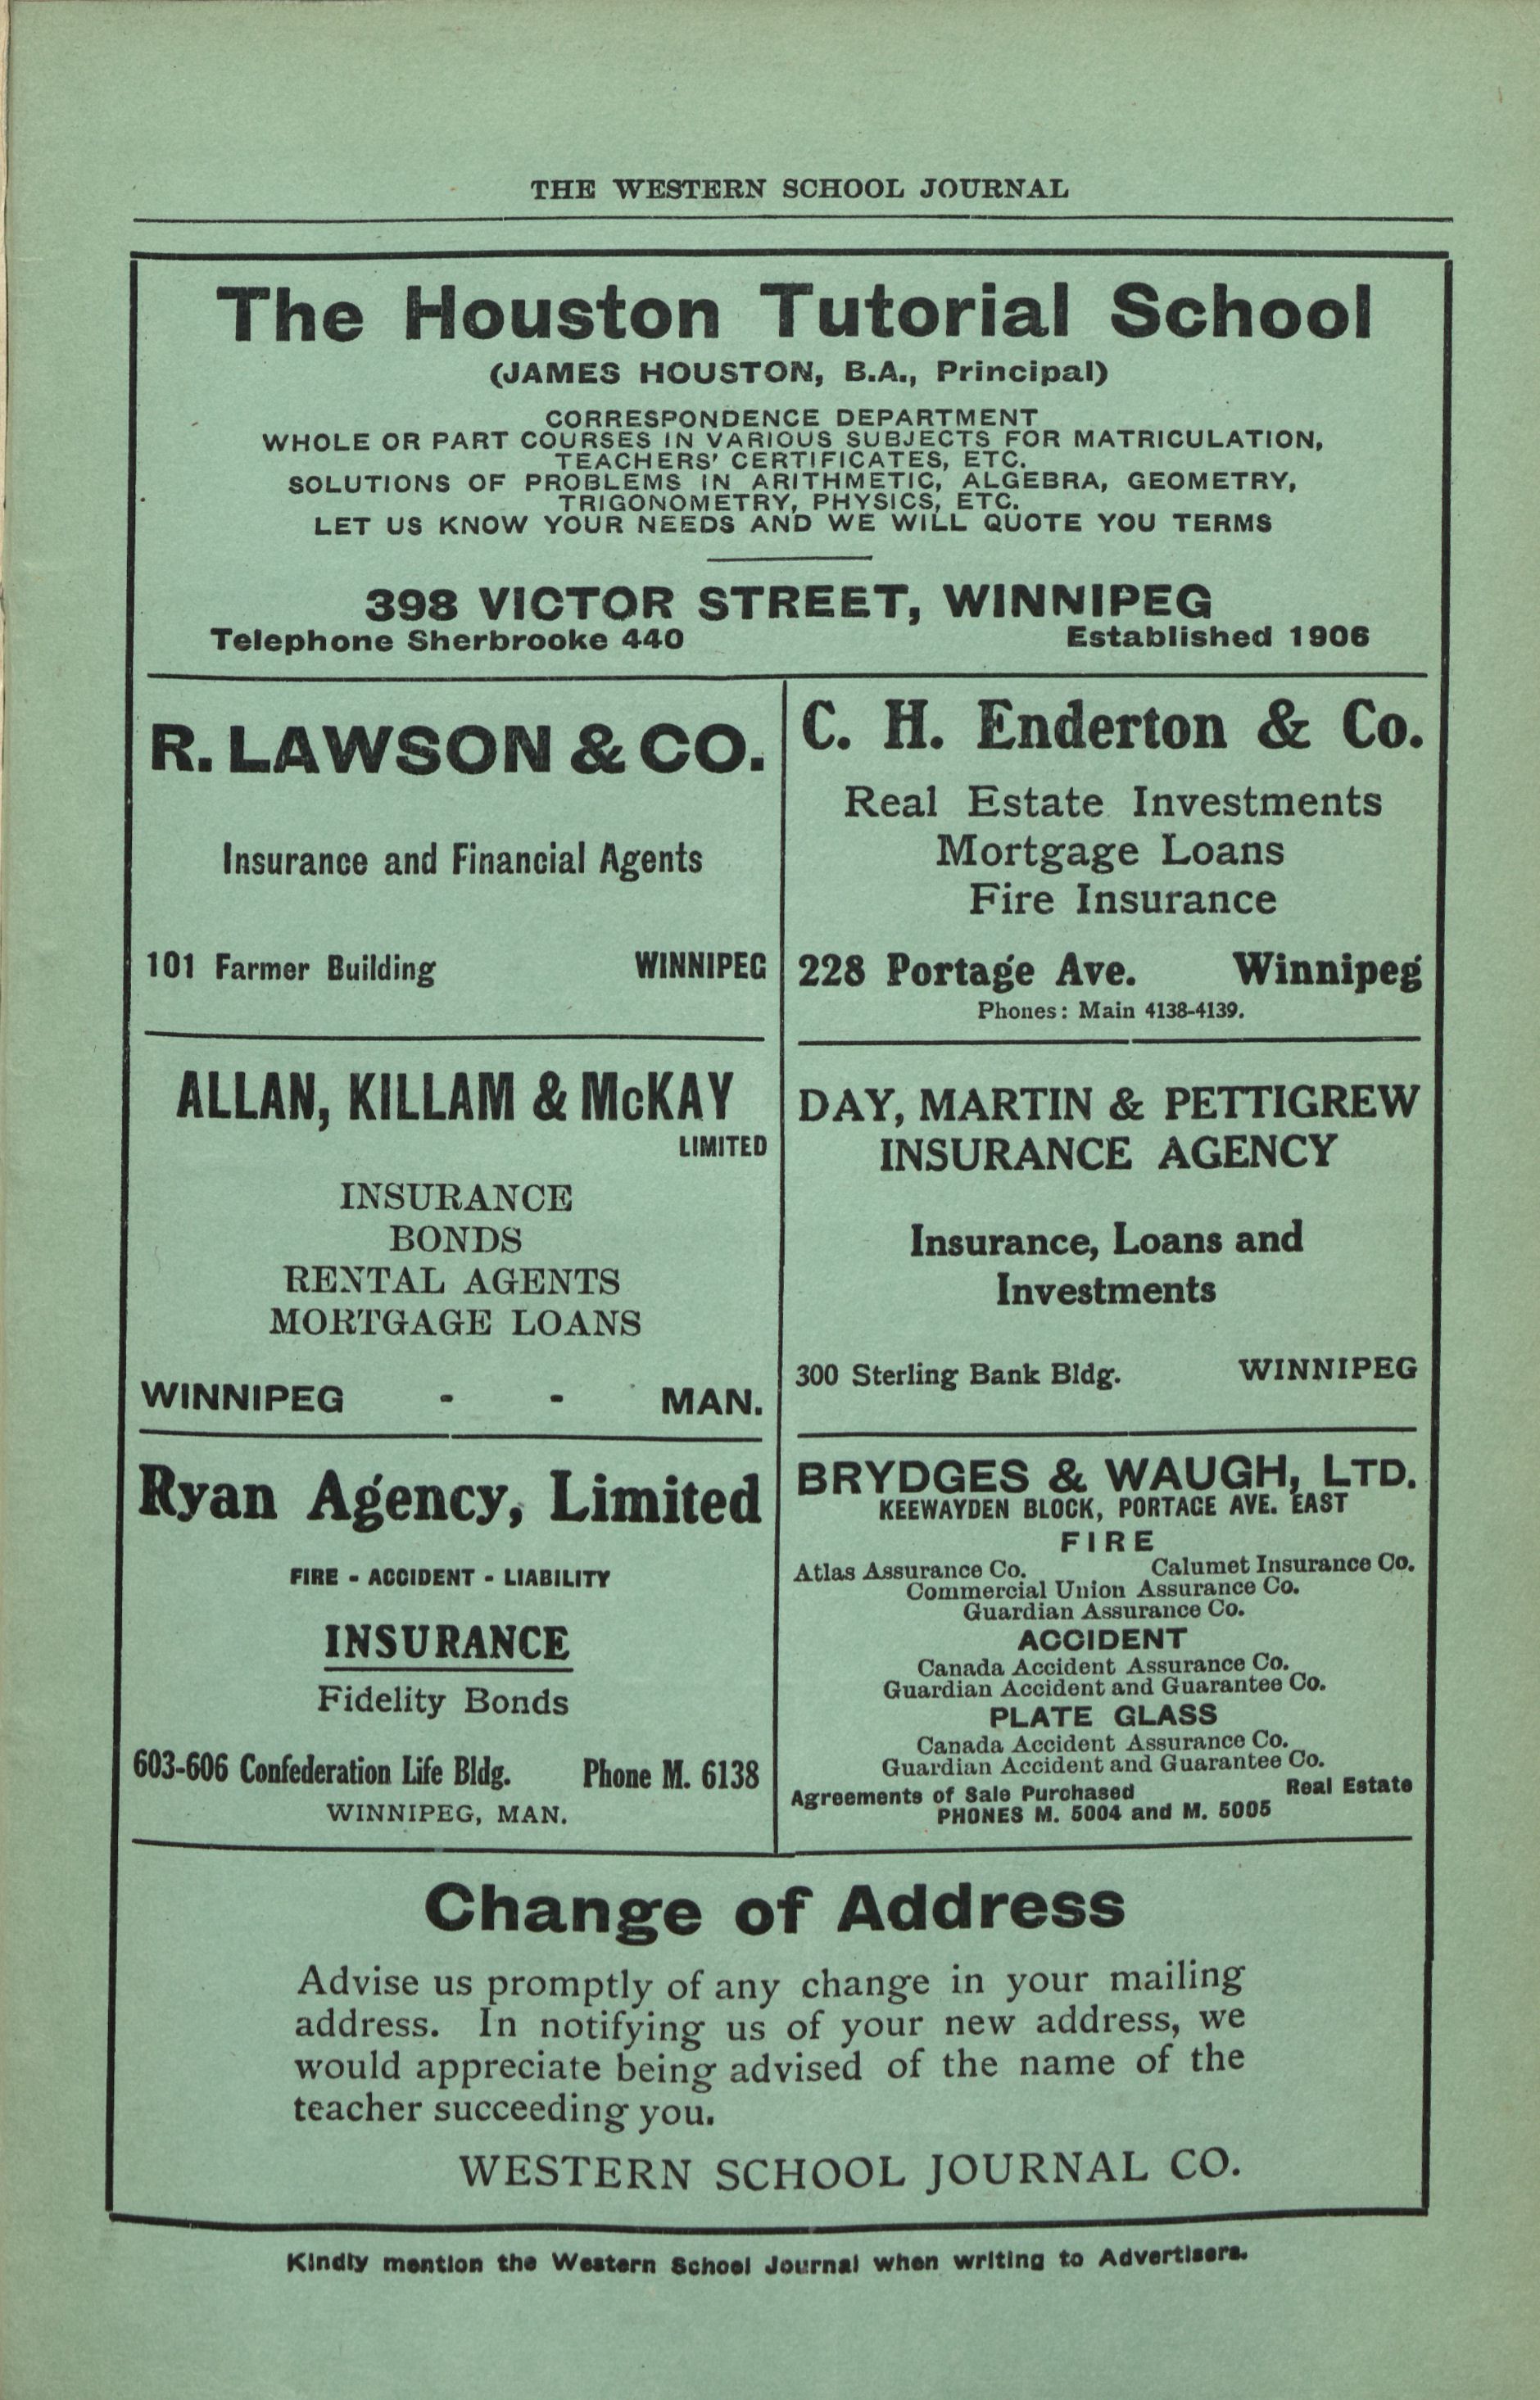 THE WESTERN SCHOOL JOURNAL
The Houston Tutorial School
(JAMES HOUSTON, B.A., Principal)
CORRESPONDENCE DEPARTMENT
WHOLE OR PART COURSES IN VARIOUS SUBJECTS FOR MATRICULATION,
TEACHERS' CERTIFICATES, ETC.
SOLUTIONS OF PROBLEMS IN ARITHMETIC, ALGEBRA, GEOMETRY,
TRIGONOMETRY, PHYSICS, ETC.
LET US KNOW YOUR NEEDS AND WE WILL QUOTE YOU TERMS
398 VICTOR STREET, WINNIPEG
Telephone Sherbrooke 440 Established 1906
R. LAWSON & CO.
Insurance and Financial Agents
101 Farmer Building WINNIPEG
C. H. Enderton & Co.
Real Estate Investments
Mortgage Loans
Fire Insurance
228 Portage Ave. Winnipeg
Phones: Main 4138-4139.
ALLAN, KILLAM & McKAY
LIMITED
INSURANCE
BONDS
RENTAL AGENTS
MORTGAGE LOANS
WINNIPEG - - MAN.
DAY, MARTIN & PETTIGREW
INSURANCE AGENCY
Insurance, Loans and
Investments
300 Sterling Bank Bldg. WINNIPEG
Ryan Agency, Limited
FIRE - ACCIDENT - LIABILITY
INSURANCE
Fidelity Bonds
603-606 Confederation Life Bldg. Phone M. 6138
WINNIPEG, MAN.
BRYDGES & WAUGH, LTD.
KEEWAYDEN BLOCK, PORTAGE AVE. EAST
FIRE
Atlas Assurance Co. Calumet Insurance Co.
Commercial Union Assurance Co.
Guardian Assurance Co.
ACCIDENT
Canada Accident Assurance Co.
Guardian Accident and Guarantee Co.
PLATE GLASS
Canada Accident Assurance Co.
Guardian Accident and Guarantee Co.
Agreements of Sale Purchased Real Estate
PHONES M. 5004 and M. 5005
Change of Address
Advise us promptly of any change in your mailing
address. In notifying us of your new address, we
would appreciate being advised of the name of the
teacher succeeding you.
WESTERN SCHOOL JOURNAL CO.
Kindly mention the Western School Journal when writing to Advertisers.